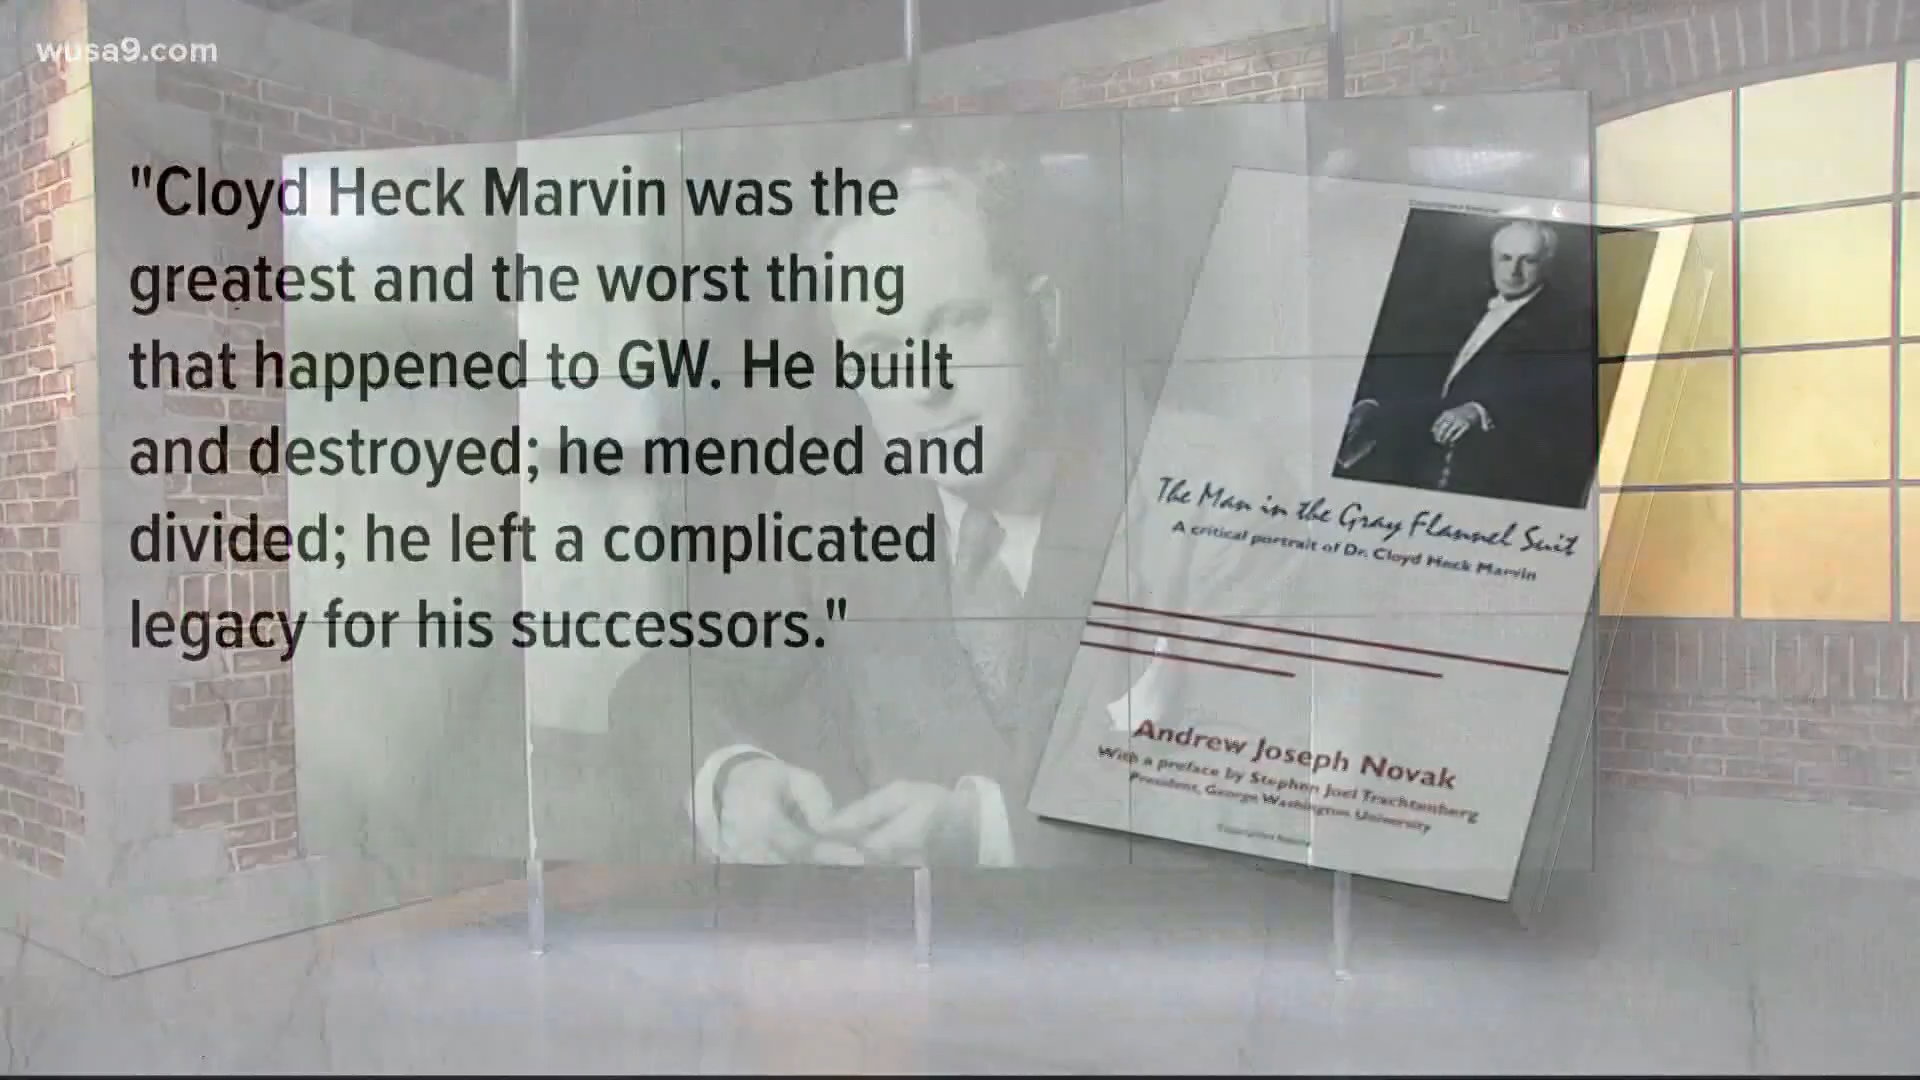 wusa9.com
"Cloyd Heck Marvin was the
greatest and the worst thing
that happened to GW. He built
and destroyed; he mended and
divided; he left a complicated
legacy for his successors."
The Man in the Gray Flannel Suit
A critical portrait of Dr. Cloyd Heck Marvin
Andrew Joseph Novak
With a preface by Stephen Joel Trachtenberg
President, George Washington University